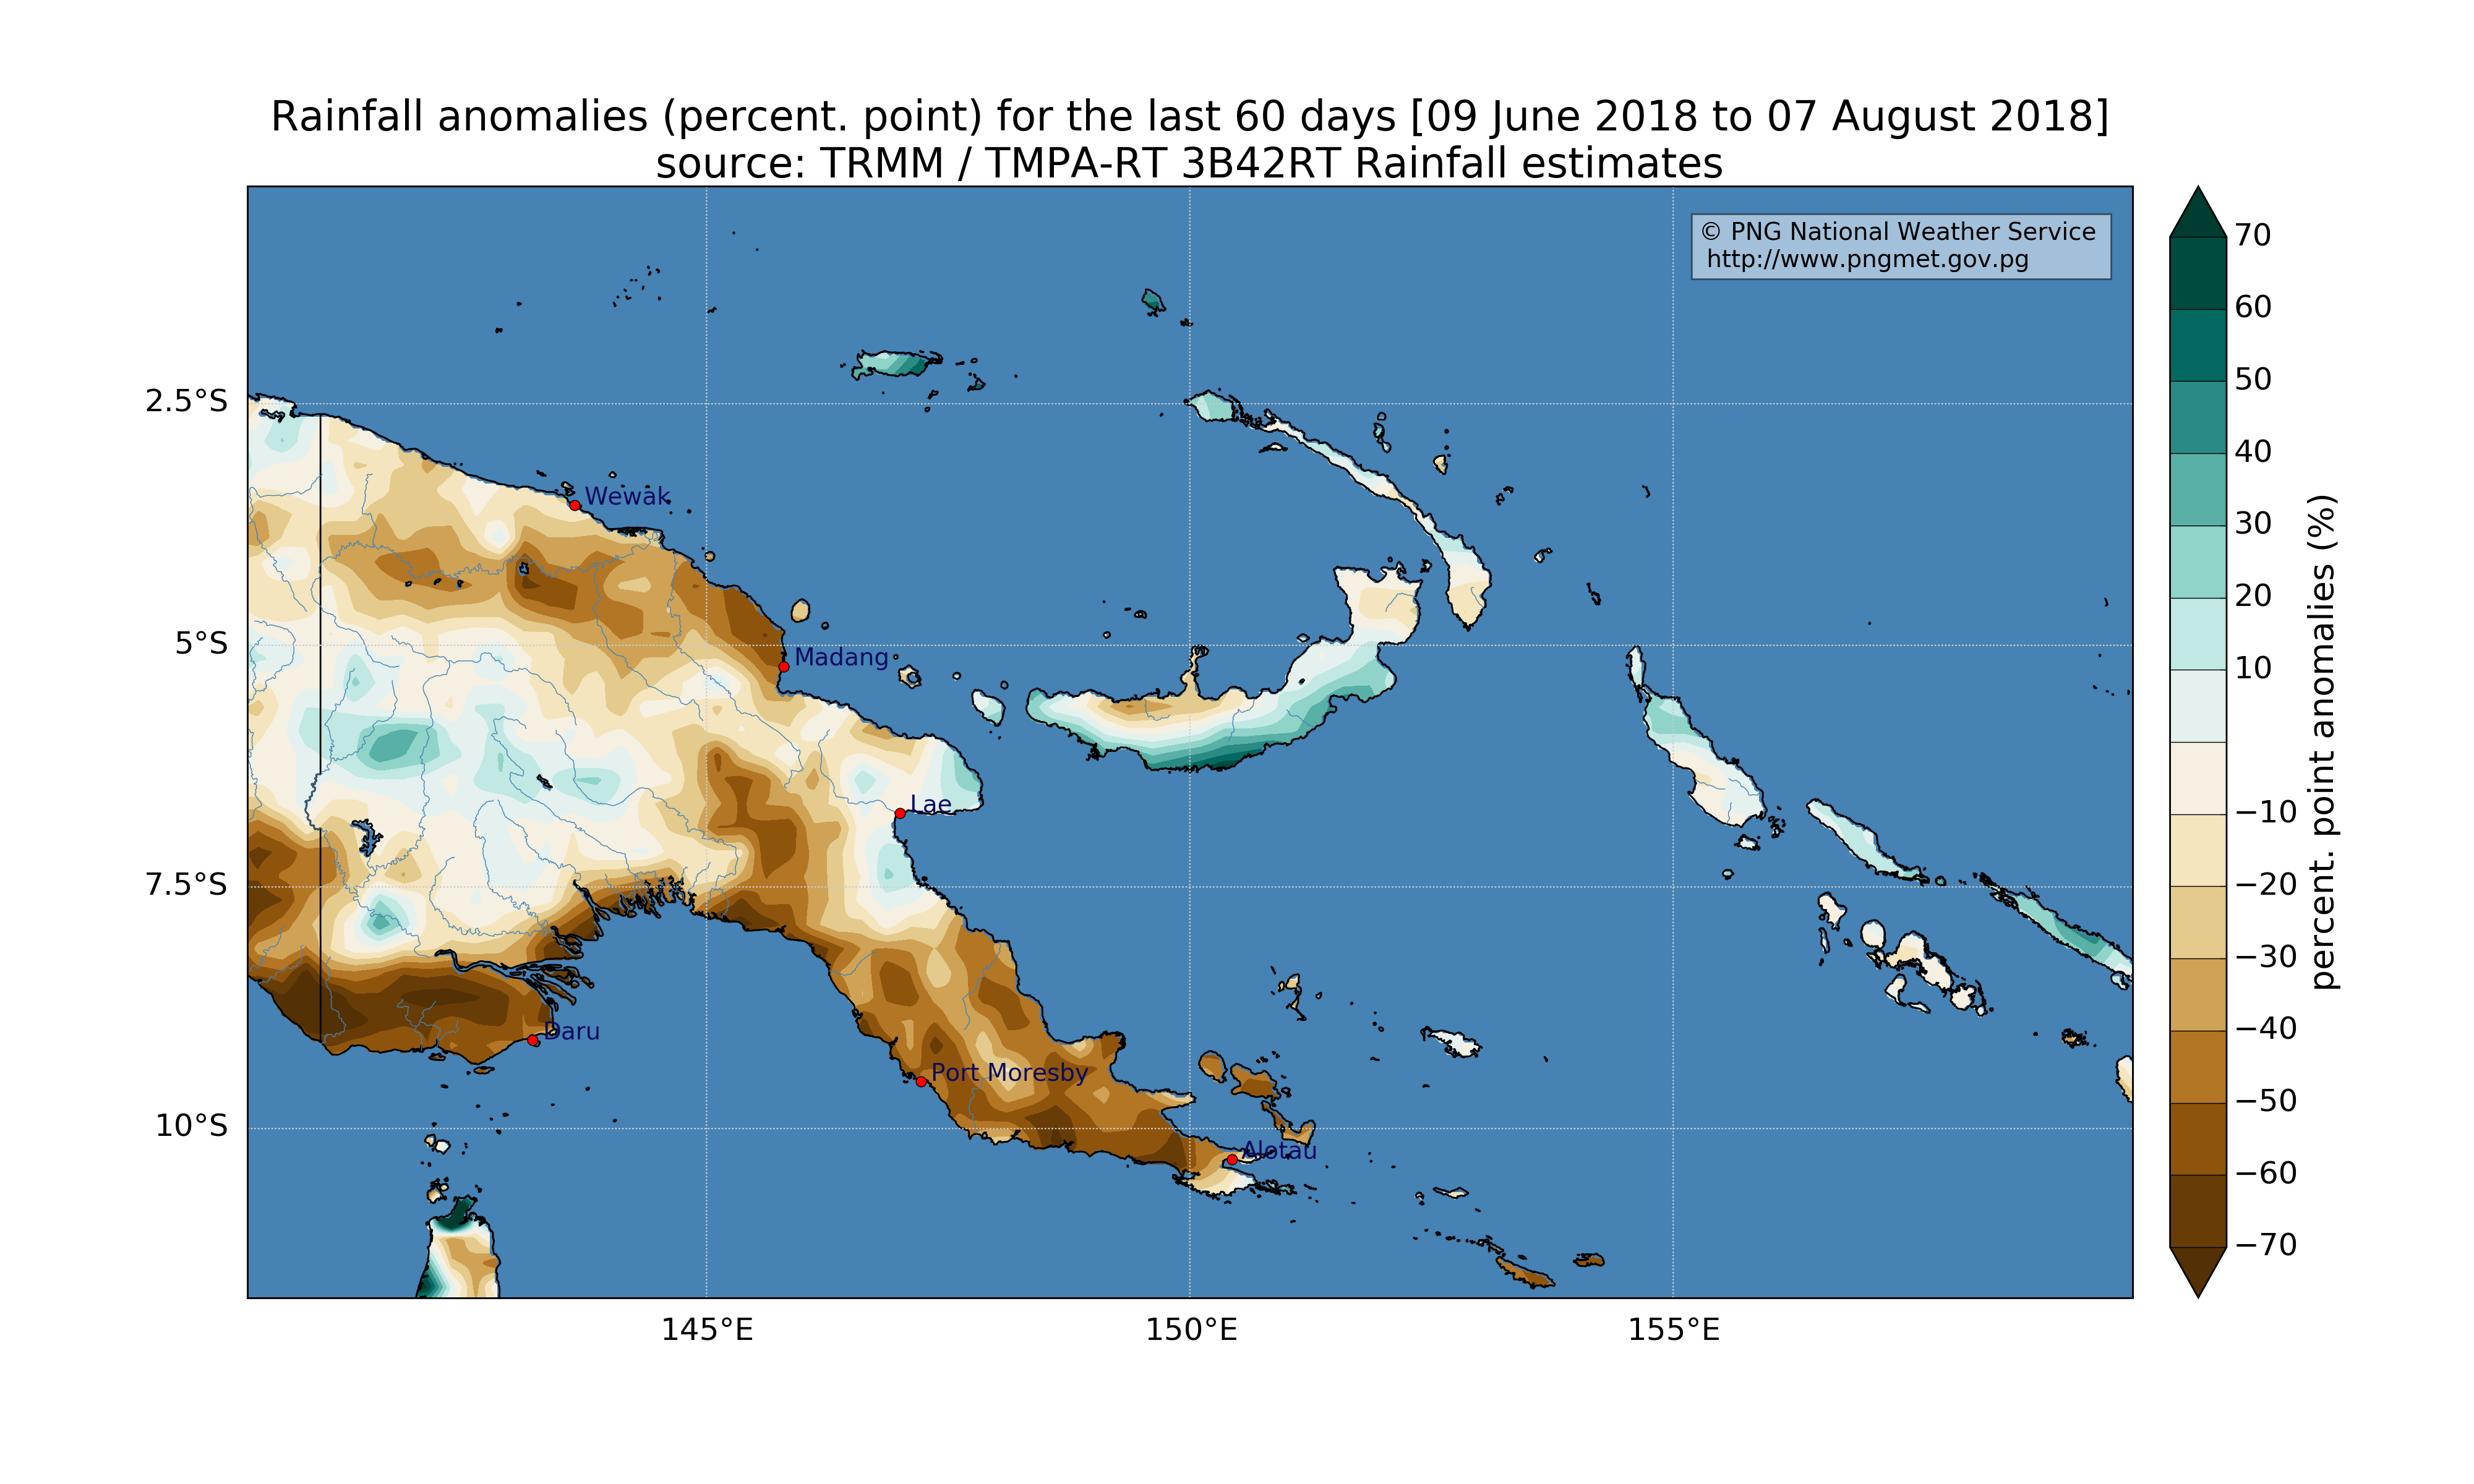 Rainfall anomalies (percent. point) for the last 60 days [09 June 2018 to 07 August 2018]
source: TRMM / TMPA-RT 3B42RT Rainfall estimates
© PNG National Weather Service
http://www.pngmet.gov.pg
2.5°S
5°S
7.5°S
10°S
Wewak
Madang
Lae
Daru
Port Moresby
Alotau
145°E
150°E
155°E
70
60
50
40
30
20
10
−10
−20
−30
−40
−50
−60
−70
percent. point anomalies (%)